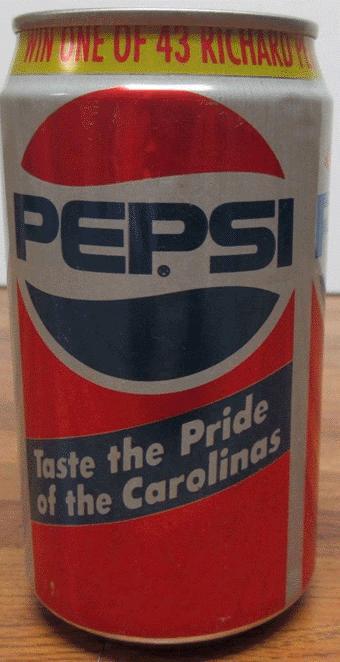 WIN ONE OF 43 RICHARD
PEPSI
®
Taste the Pride
of the Carolinas